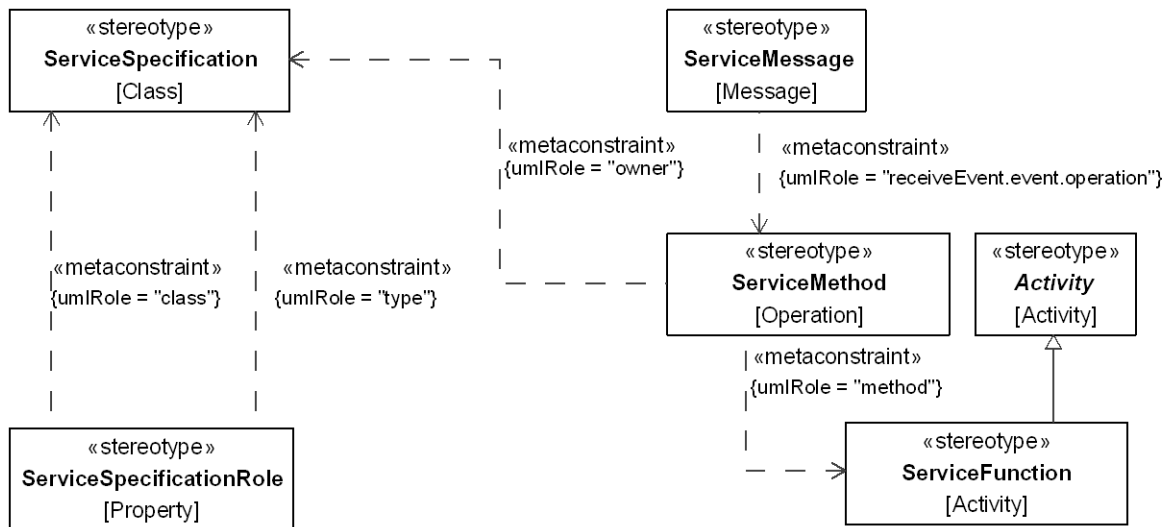 «stereotype»
ServiceSpecification
[Class]
«stereotype»
ServiceMessage
[Message]
«metaconstraint»
{umlRole = "owner"}
«metaconstraint»
{umlRole = "receiveEvent.event.operation"}
«metaconstraint»
{umlRole = "class"}
«metaconstraint»
{umlRole = "type"}
«stereotype»
ServiceMethod
[Operation]
«stereotype»
Activity
[Activity]
«metaconstraint»
{umlRole = "method"}
«stereotype»
ServiceSpecificationRole
[Property]
«stereotype»
ServiceFunction
[Activity]